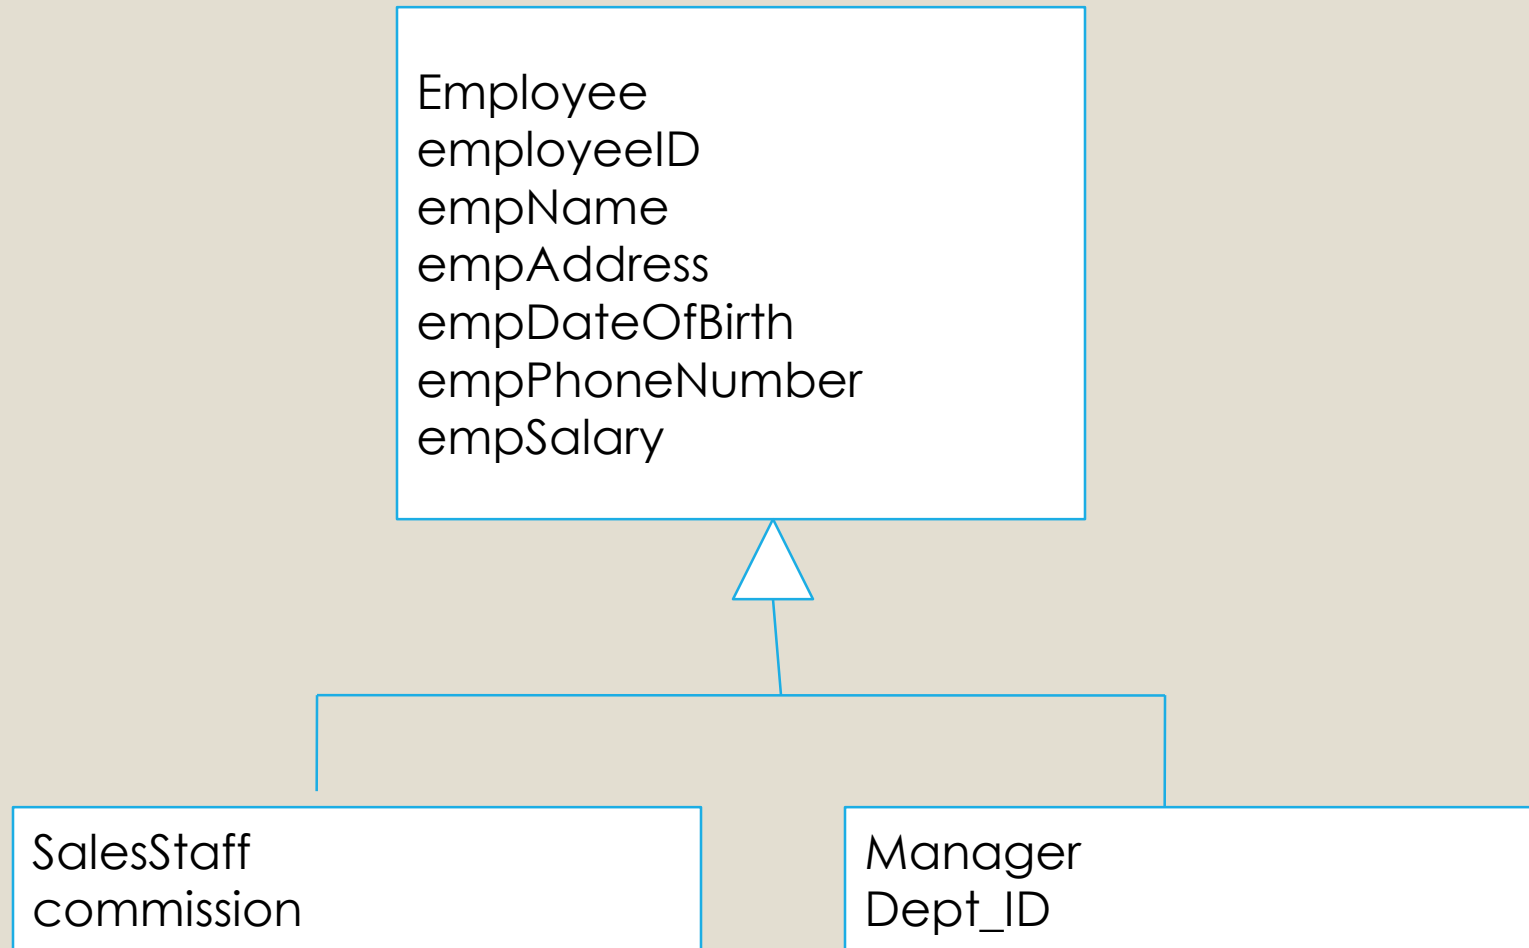 Employee
employeeID
empName
empAddress
empDateOfBirth
empPhoneNumber
empSalary
SalesStaff
commission
Manager
Dept_ID